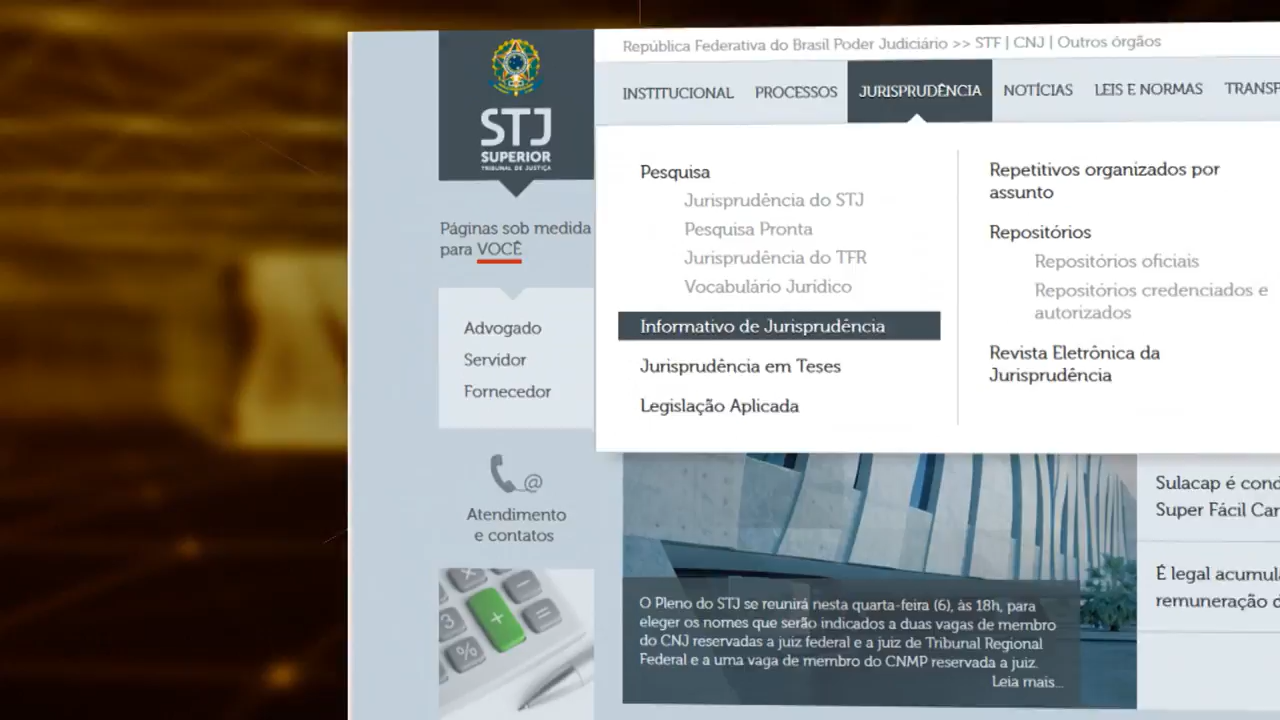 República Federativa do Brasil Poder Judiciário >> STF | CNJ | Outros órgãos
STJ
SUPERIOR
TRIBUNAL DE JUSTIÇA
INSTITUCIONAL
PROCESSOS
JURISPRUDÊNCIA
NOTÍCIAS
LEIS E NORMAS
TRANSP
Páginas sob medida
para VOCÊ
Advogado
Servidor
Fornecedor
@
Atendimento
e contatos
Pesquisa
Jurisprudência do STJ
Pesquisa Pronta
Jurisprudência do TFR
Vocabulário Jurídico
Informativo de Jurisprudência
Jurisprudência em Teses
Legislação Aplicada
Repetitivos organizados por
assunto
Repositórios
Repositórios oficiais
Repositórios credenciados e
autorizados
Revista Eletrônica da
Jurisprudência
O Pleno do STJ se reunirá nesta quarta-feira (6), às 18h, para
eleger os nomes que serão indicados a duas vagas de membro
do CNJ reservadas a juiz federal e a juiz de Tribunal Regional
Federal e a uma vaga de membro do CNMP reservada a juiz.
Leia mais...
Sulacap é cond
Super Fácil Car
É legal acumula
remuneração d